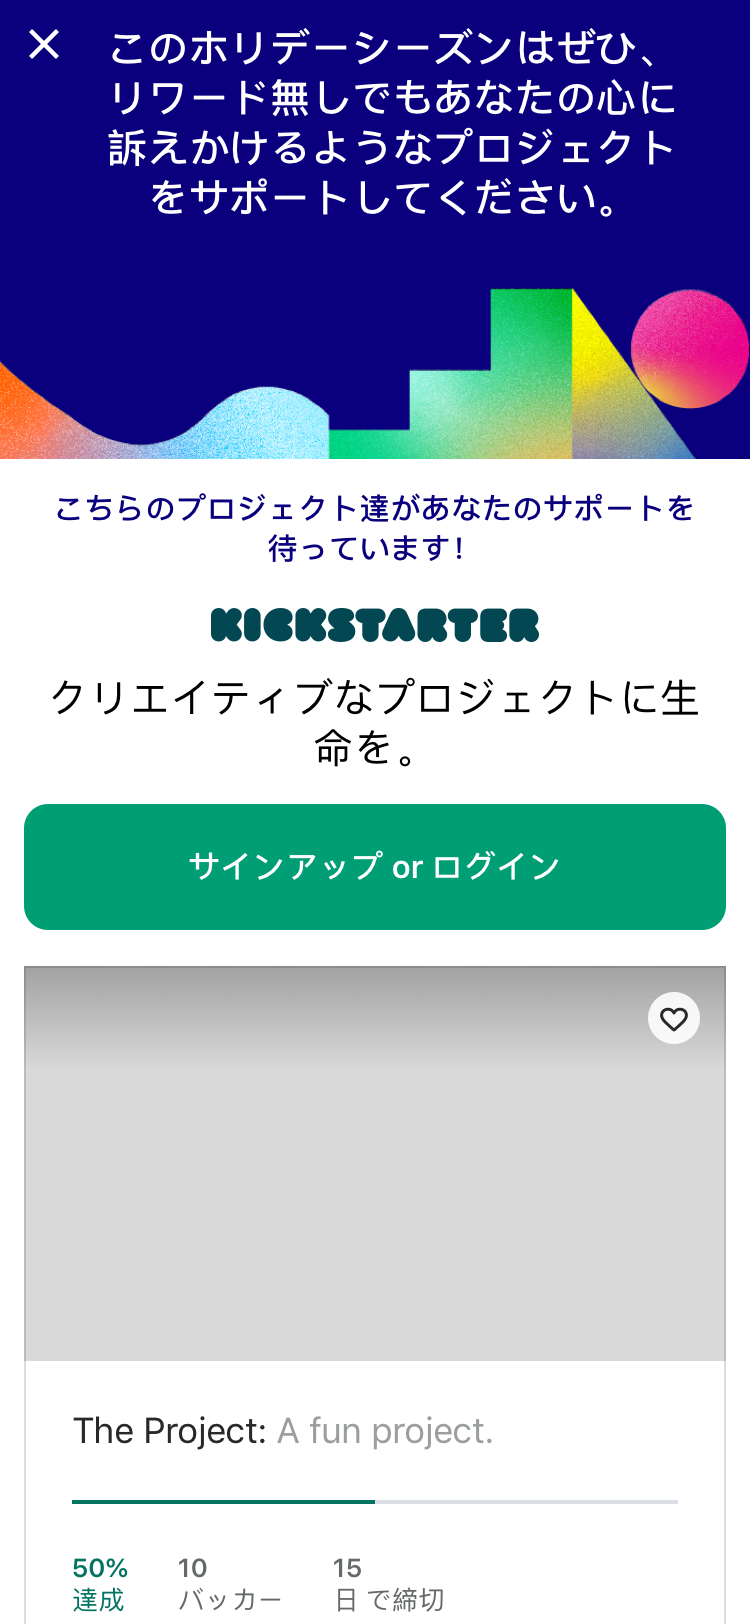 このホリデーシーズンはぜひ、
リワード無しでもあなたの心に
訴えかけるようなプロジェクト
をサポートしてください。
こちらのプロジェクト達があなたのサポートを
待っています!
KICKSTARTER
クリエイティブなプロジェクトに生
命を。
サインアップ or ログイン
The Project: A fun project.
50% 10 15
達成 バッカー 日 で締切